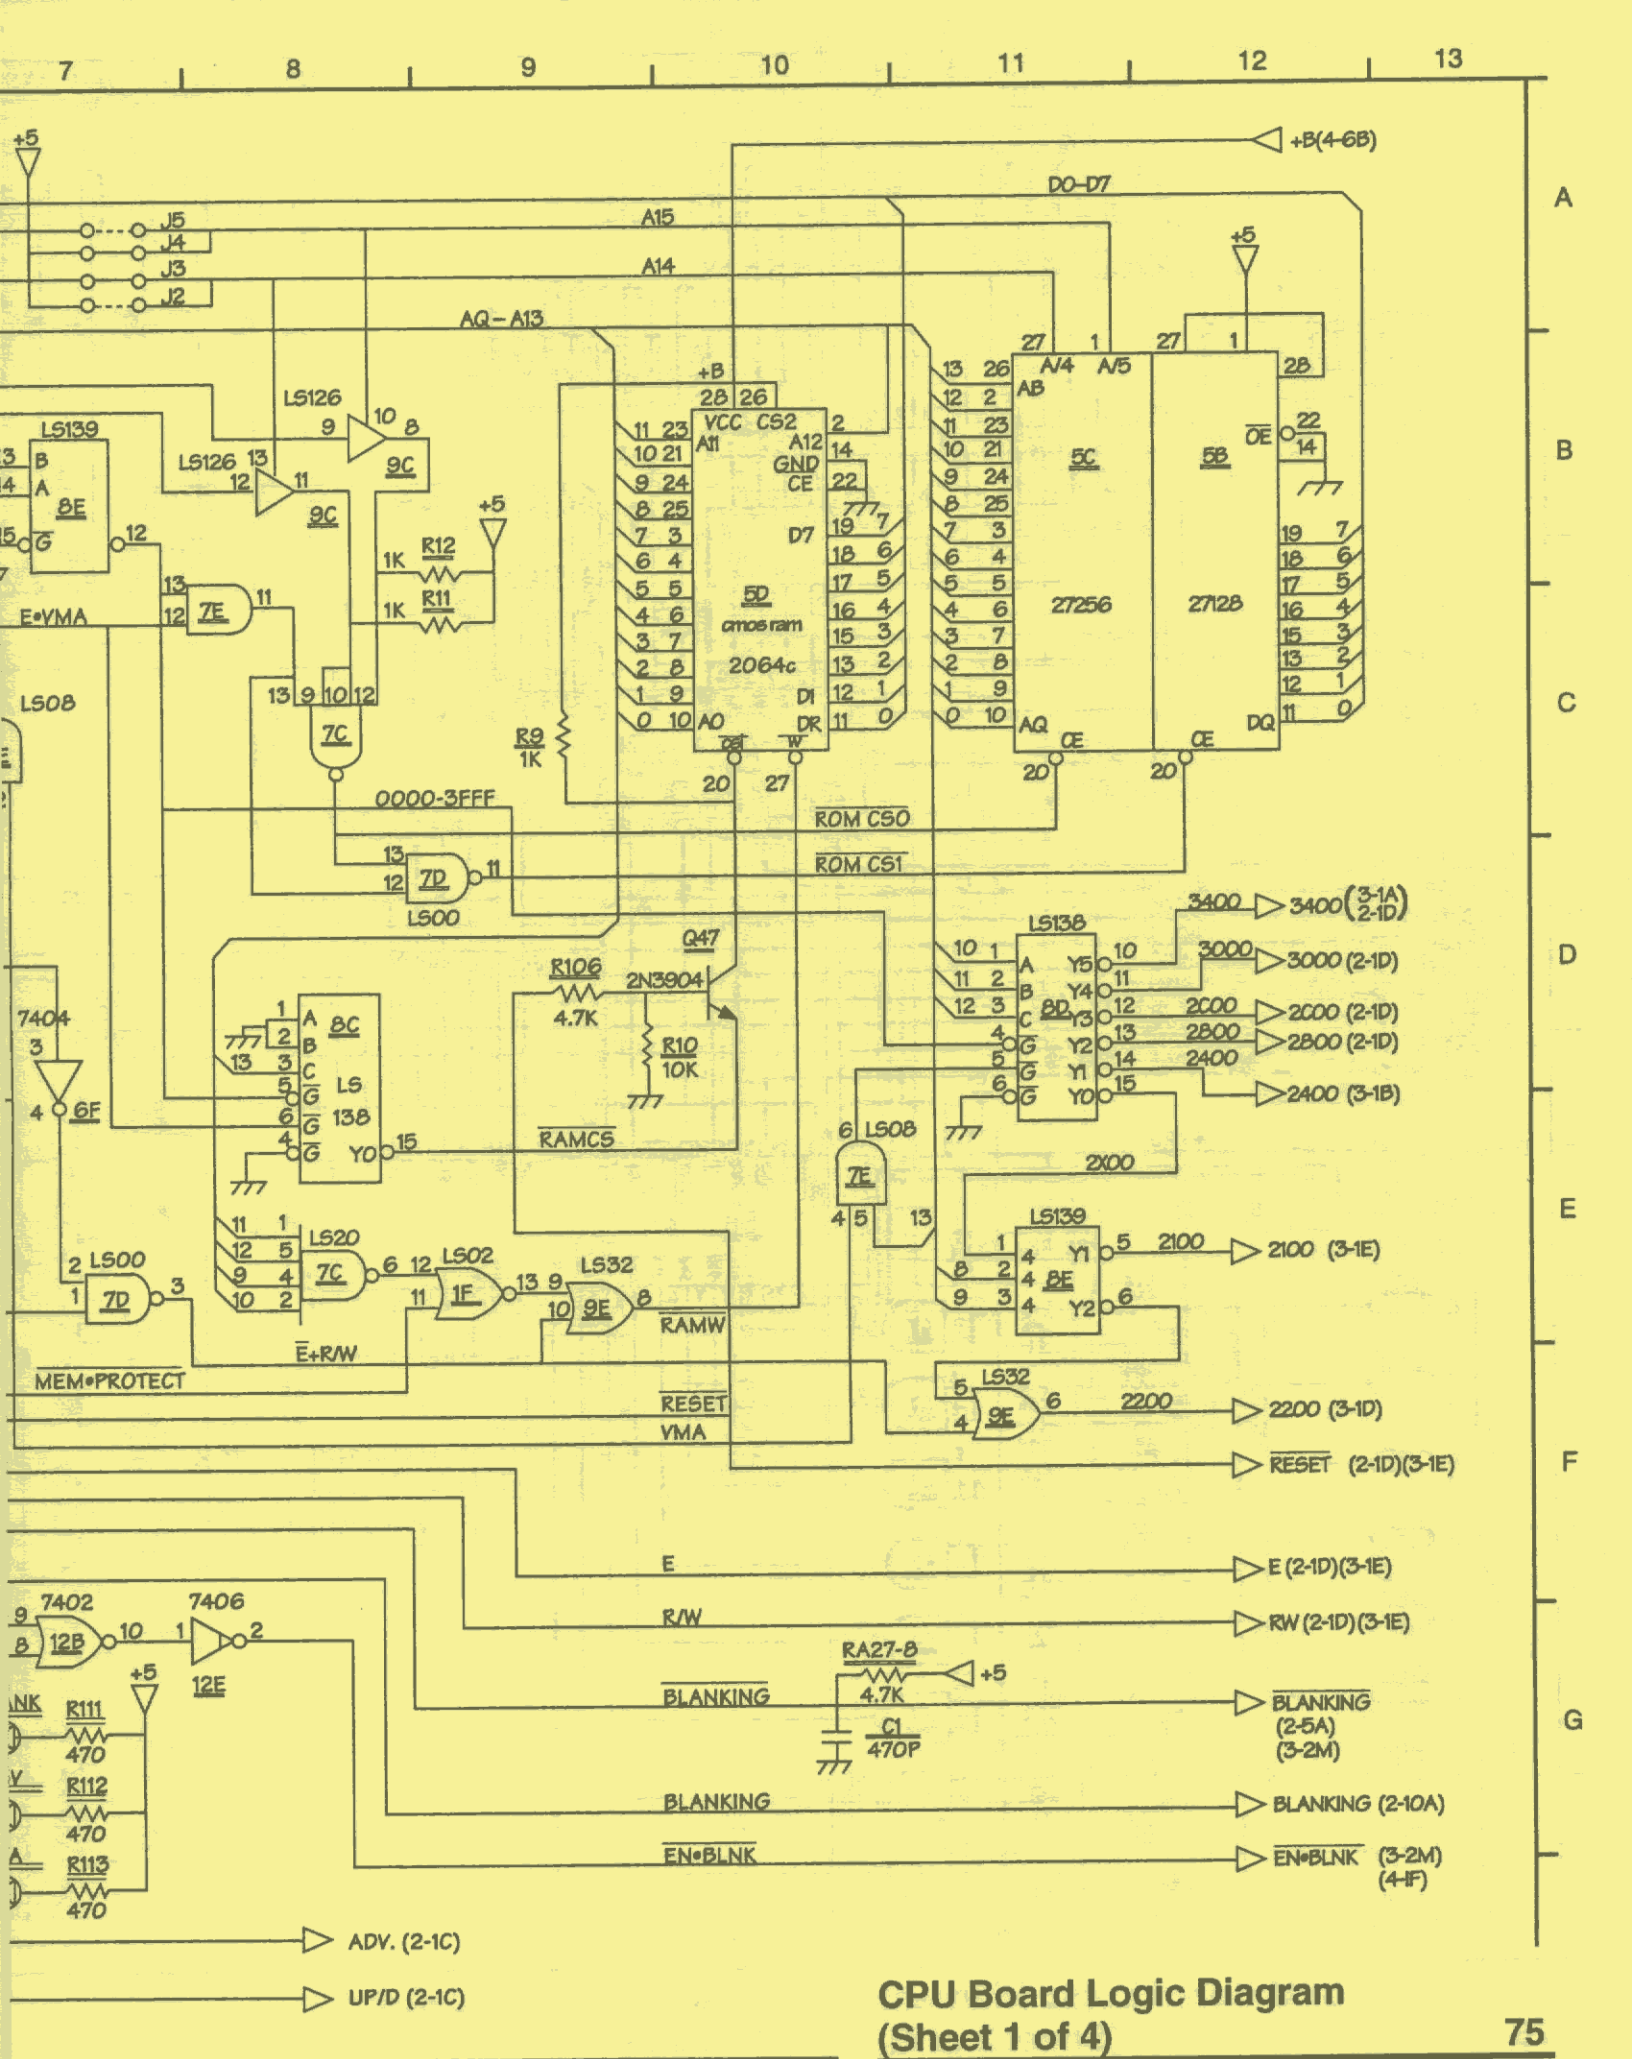 7 8 9 10 11 12 13
+5
+B(4-6B)
DO-D7
A
J5
A15
J4
+5
J3
A14
J2
AQ-A13
27 1 27 1
A/4 A/5
28
+B
28 26
VCC CS2
LS126
10
9 8
9C
LS139
B
A
8E
G
12
LS126 13
12 11
9C
+5
B
11 23 A11
10 21
9 24
8 25
7 3
6 4
5 5
4 6
3 7
2 8
1 9
0 10 AO
2
A12
14
GND
22
CE
D7 19 7
18 6
17 5
16 4
15 3
13 2
D1 12 1
DR 11 0
5D
cmos ram
2064c
W
20 27
13 26 AB
12 2
11 23
10 21
9 24
8 25
7 3
6 4
5 5
4 6
3 7
2 8
1 9
0 10 AQ
5C
27256
5B
27128
OE 22
14
19 7
18 6
17 5
16 4
15 3
13 2
12 1
DQ 11 0
OE OE
20 20
1K R12
1K R11
13
12 7E 11
E•VMA
LS08
13 9 10 12
7C
R9
1K
C
0000-3FFF
ROM CS0
ROM CS1
13
12 7D 11
LS00
D
Q47
R106
4.7K
2N3904
R10
10K
LS138
10 1 A
11 2 B
12 3 C
4 G
5 G
6 G
8D
Y5 10
Y4 11
Y3 12
Y2 13
Y1 14
Y0 15
3400 3400 (3-1A)
2-1D
3000 3000 (2-1D)
2C00 2C00 (2-1D)
2800 2800 (2-1D)
2400 2400 (3-1B)
7404
3
4 6F
1 A 8C
2 B
13 3 C
5 G LS
6 G 138
4 G Y0 15
RAMCS
6 LS08
7E
4 5 13
2X00
E
LS139
1 4
8 2 4
9 3 4
8E
Y1 5 2100 2100 (3-1E)
Y2 6
LS00
2
1 7D 3
11 1
12 5
9 4
10 2
LS20
7C 6
LS02
12
11 1F 13
LS32
9
10 9E 8
RAMW
E+R/W
MEM•PROTECT
RESET
VMA
LS32
5
4 9E 6
2200 2200 (3-1D)
RESET (2-1D)(3-1E)
F
E E (2-1D)(3-1E)
R/W RW (2-1D)(3-1E)
7402
9
8 12B 10
7406
1 2
12E
RA27-8
4.7K
+5
BLANKING
BLANKING
(2-5A)
(3-2M)
C1
470P
G
+5
R111
470
R112
470
R113
470
BLANKING BLANKING (2-10A)
EN•BLNK EN•BLNK (3-2M)
(4-1F)
ADV. (2-1C)
UP/D (2-1C)
CPU Board Logic Diagram
(Sheet 1 of 4)
75